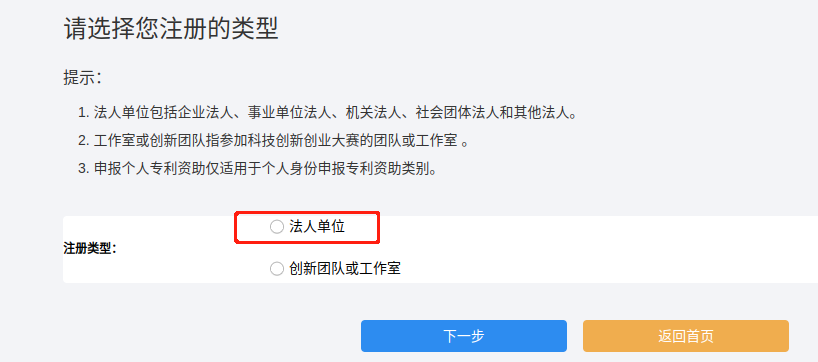 请选择您注册的类型
提示：
1. 法人单位包括企业法人、事业单位法人、机关法人、社会团体法人和其他法人。
2. 工作室或创新团队指参加科技创新创业大赛的团队或工作室 。
3. 申报个人专利资助仅适用于个人身份申报专利资助类别。
法人单位
注册类型：
创新团队或工作室
下一步 返回首页